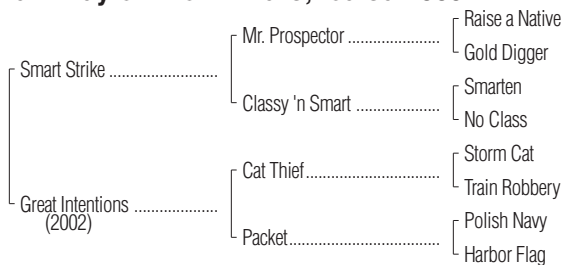 Raise a Native
Mr. Prospector ....................
Gold Digger
Smart Strike ........................
Smarten
Classy 'n Smart ..................
No Class
Storm Cat
Cat Thief.............................
Train Robbery
Great Intentions ..................
(2002)
Polish Navy
Packet.................................
Harbor Flag